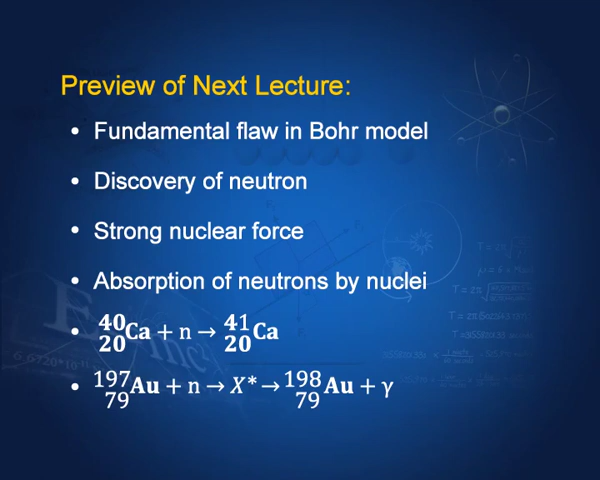 Preview of Next Lecture:
• Fundamental flaw in Bohr model
• Discovery of neutron
• Strong nuclear force
• Absorption of neutrons by nuclei
• ⁴⁰₂₀Ca + n → ⁴¹₂₀Ca
• ¹⁹⁷₇₉Au + n → X* → ¹⁹⁸₇₉Au + γ